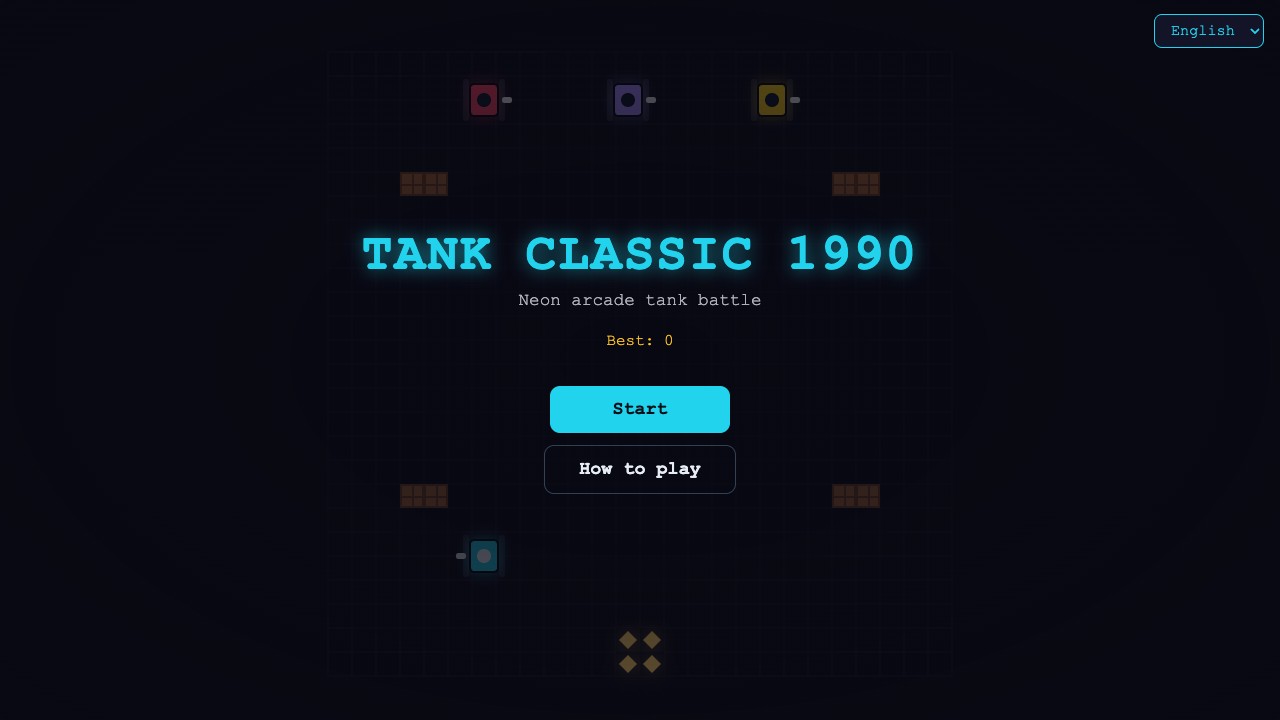 English
TANK CLASSIC 1990
Neon arcade tank battle
Best: 0
Start
How to play